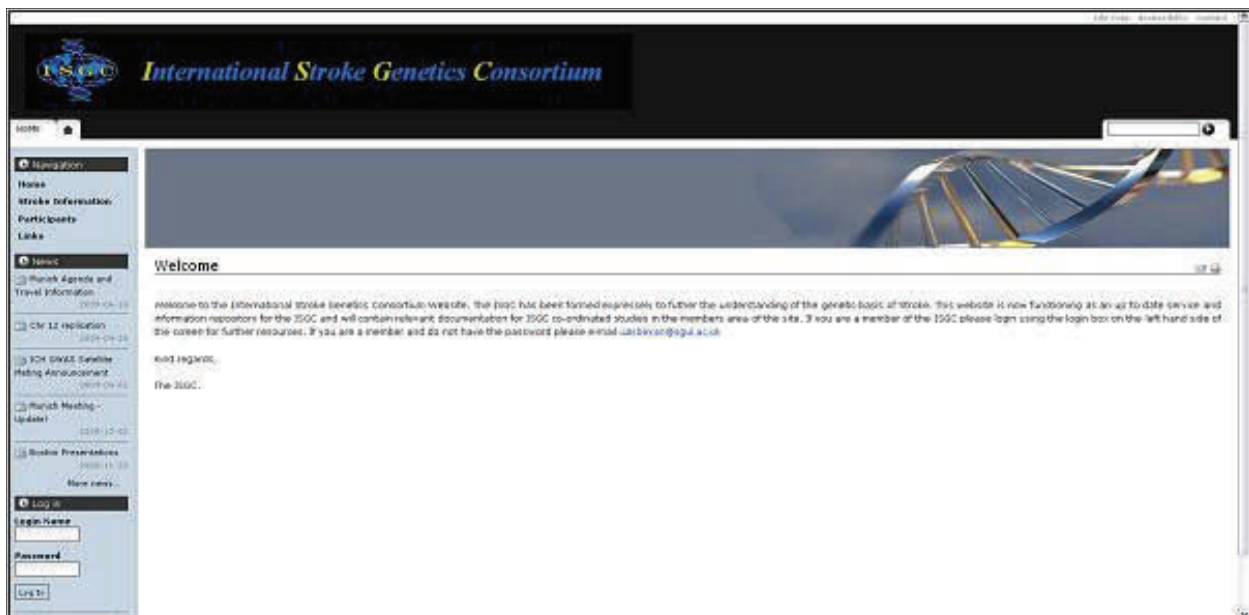 Site Map Accessibility Contact
ISGC
International Stroke Genetics Consortium
Home
Navigation
Home
Stroke Information
Participants
Links
News
Munich Agenda and
Travel Information
Chr 12 replication
ICH GWAS Satellite
Meting Announcement
Munich Meeting -
Update!
Boston Presentations
More news...
Log in
Login Name
Password
Log in
Welcome
Welcome to the International Stroke Genetics Consortium website. The ISGC has been formed expressely to futher the understanding of the genetic basis of stroke. This website is now functioning as an up to date service and
information repository for the ISGC and will contain relevant documentation for ISGC co-ordinated studies in the members area of the site. If you are a member of the ISGC please login using the login box on the left hand side of
the screen for further resources. If you are a member and do not have the password please e-mail
Kind regards,
The ISGC.